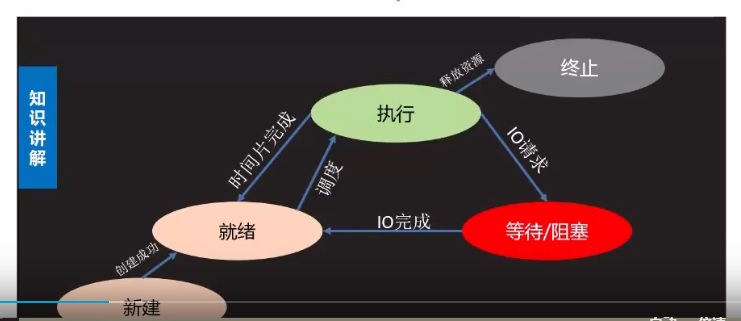 知识讲解
释放资源
终止
执行
时间片完成
调度
IO请求
就绪
IO完成
等待/阻塞
创建成功
新建